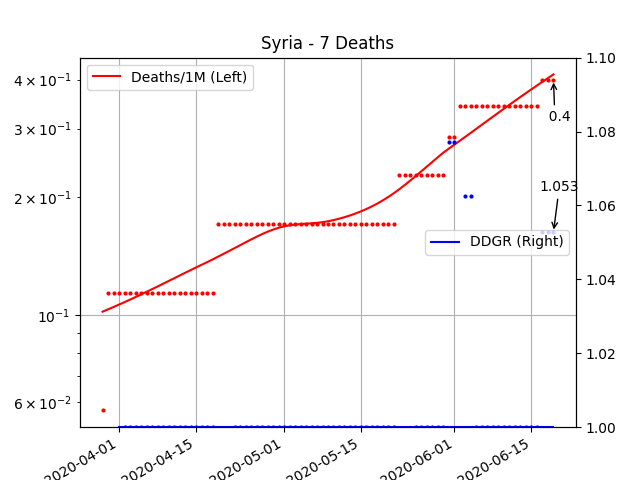 Syria - 7 Deaths
Deaths/1M (Left)
DDGR (Right)
0.4
1.053
4 × 10⁻¹
3 × 10⁻¹
2 × 10⁻¹
10⁻¹
6 × 10⁻²
1.10
1.08
1.06
1.04
1.02
1.00
2020-04-01
2020-04-15
2020-05-01
2020-05-15
2020-06-01
2020-06-15